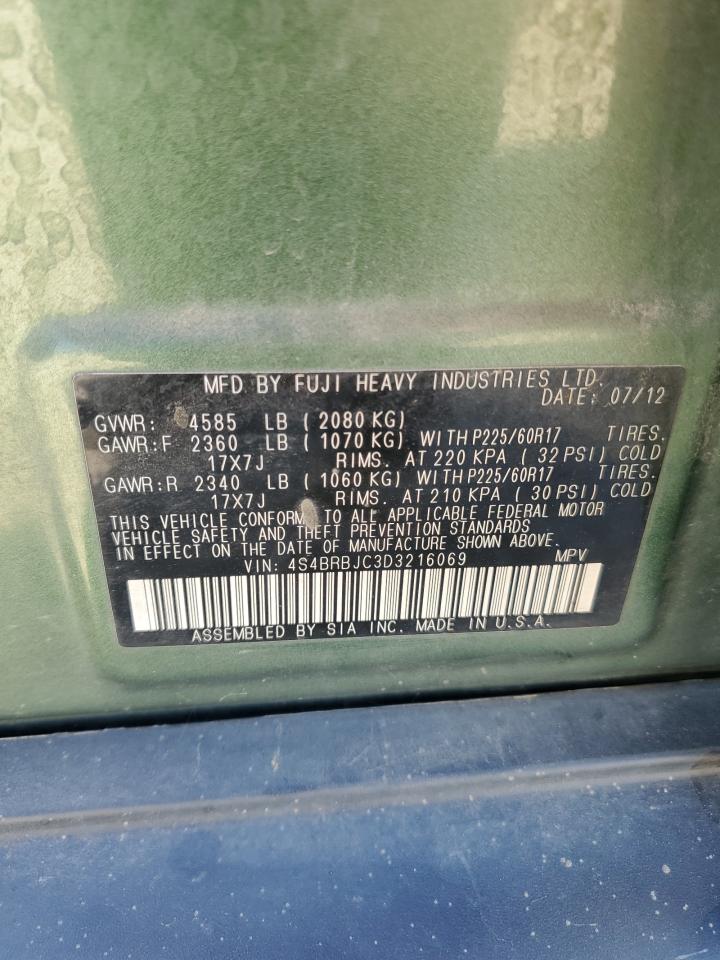 MFD BY FUJI HEAVY INDUSTRIES LTD.
DATE: 07/12
GVWR: 4585 LB ( 2080 KG)
GAWR:F 2360 LB ( 1070 KG) WITH P225/60R17 TIRES.
17X7J RIMS. AT 220 KPA ( 32 PSI) COLD
GAWR:R 2340 LB ( 1060 KG) WITH P225/60R17 TIRES.
17X7J RIMS. AT 210 KPA ( 30 PSI) COLD
THIS VEHICLE CONFORMS TO ALL APPLICABLE FEDERAL MOTOR
VEHICLE SAFETY AND THEFT PREVENTION STANDARDS
IN EFFECT ON THE DATE OF MANUFACTURE SHOWN ABOVE.
VIN: 4S4BRBJC3D3216069 MPV
ASSEMBLED BY SIA INC. MADE IN U.S.A.